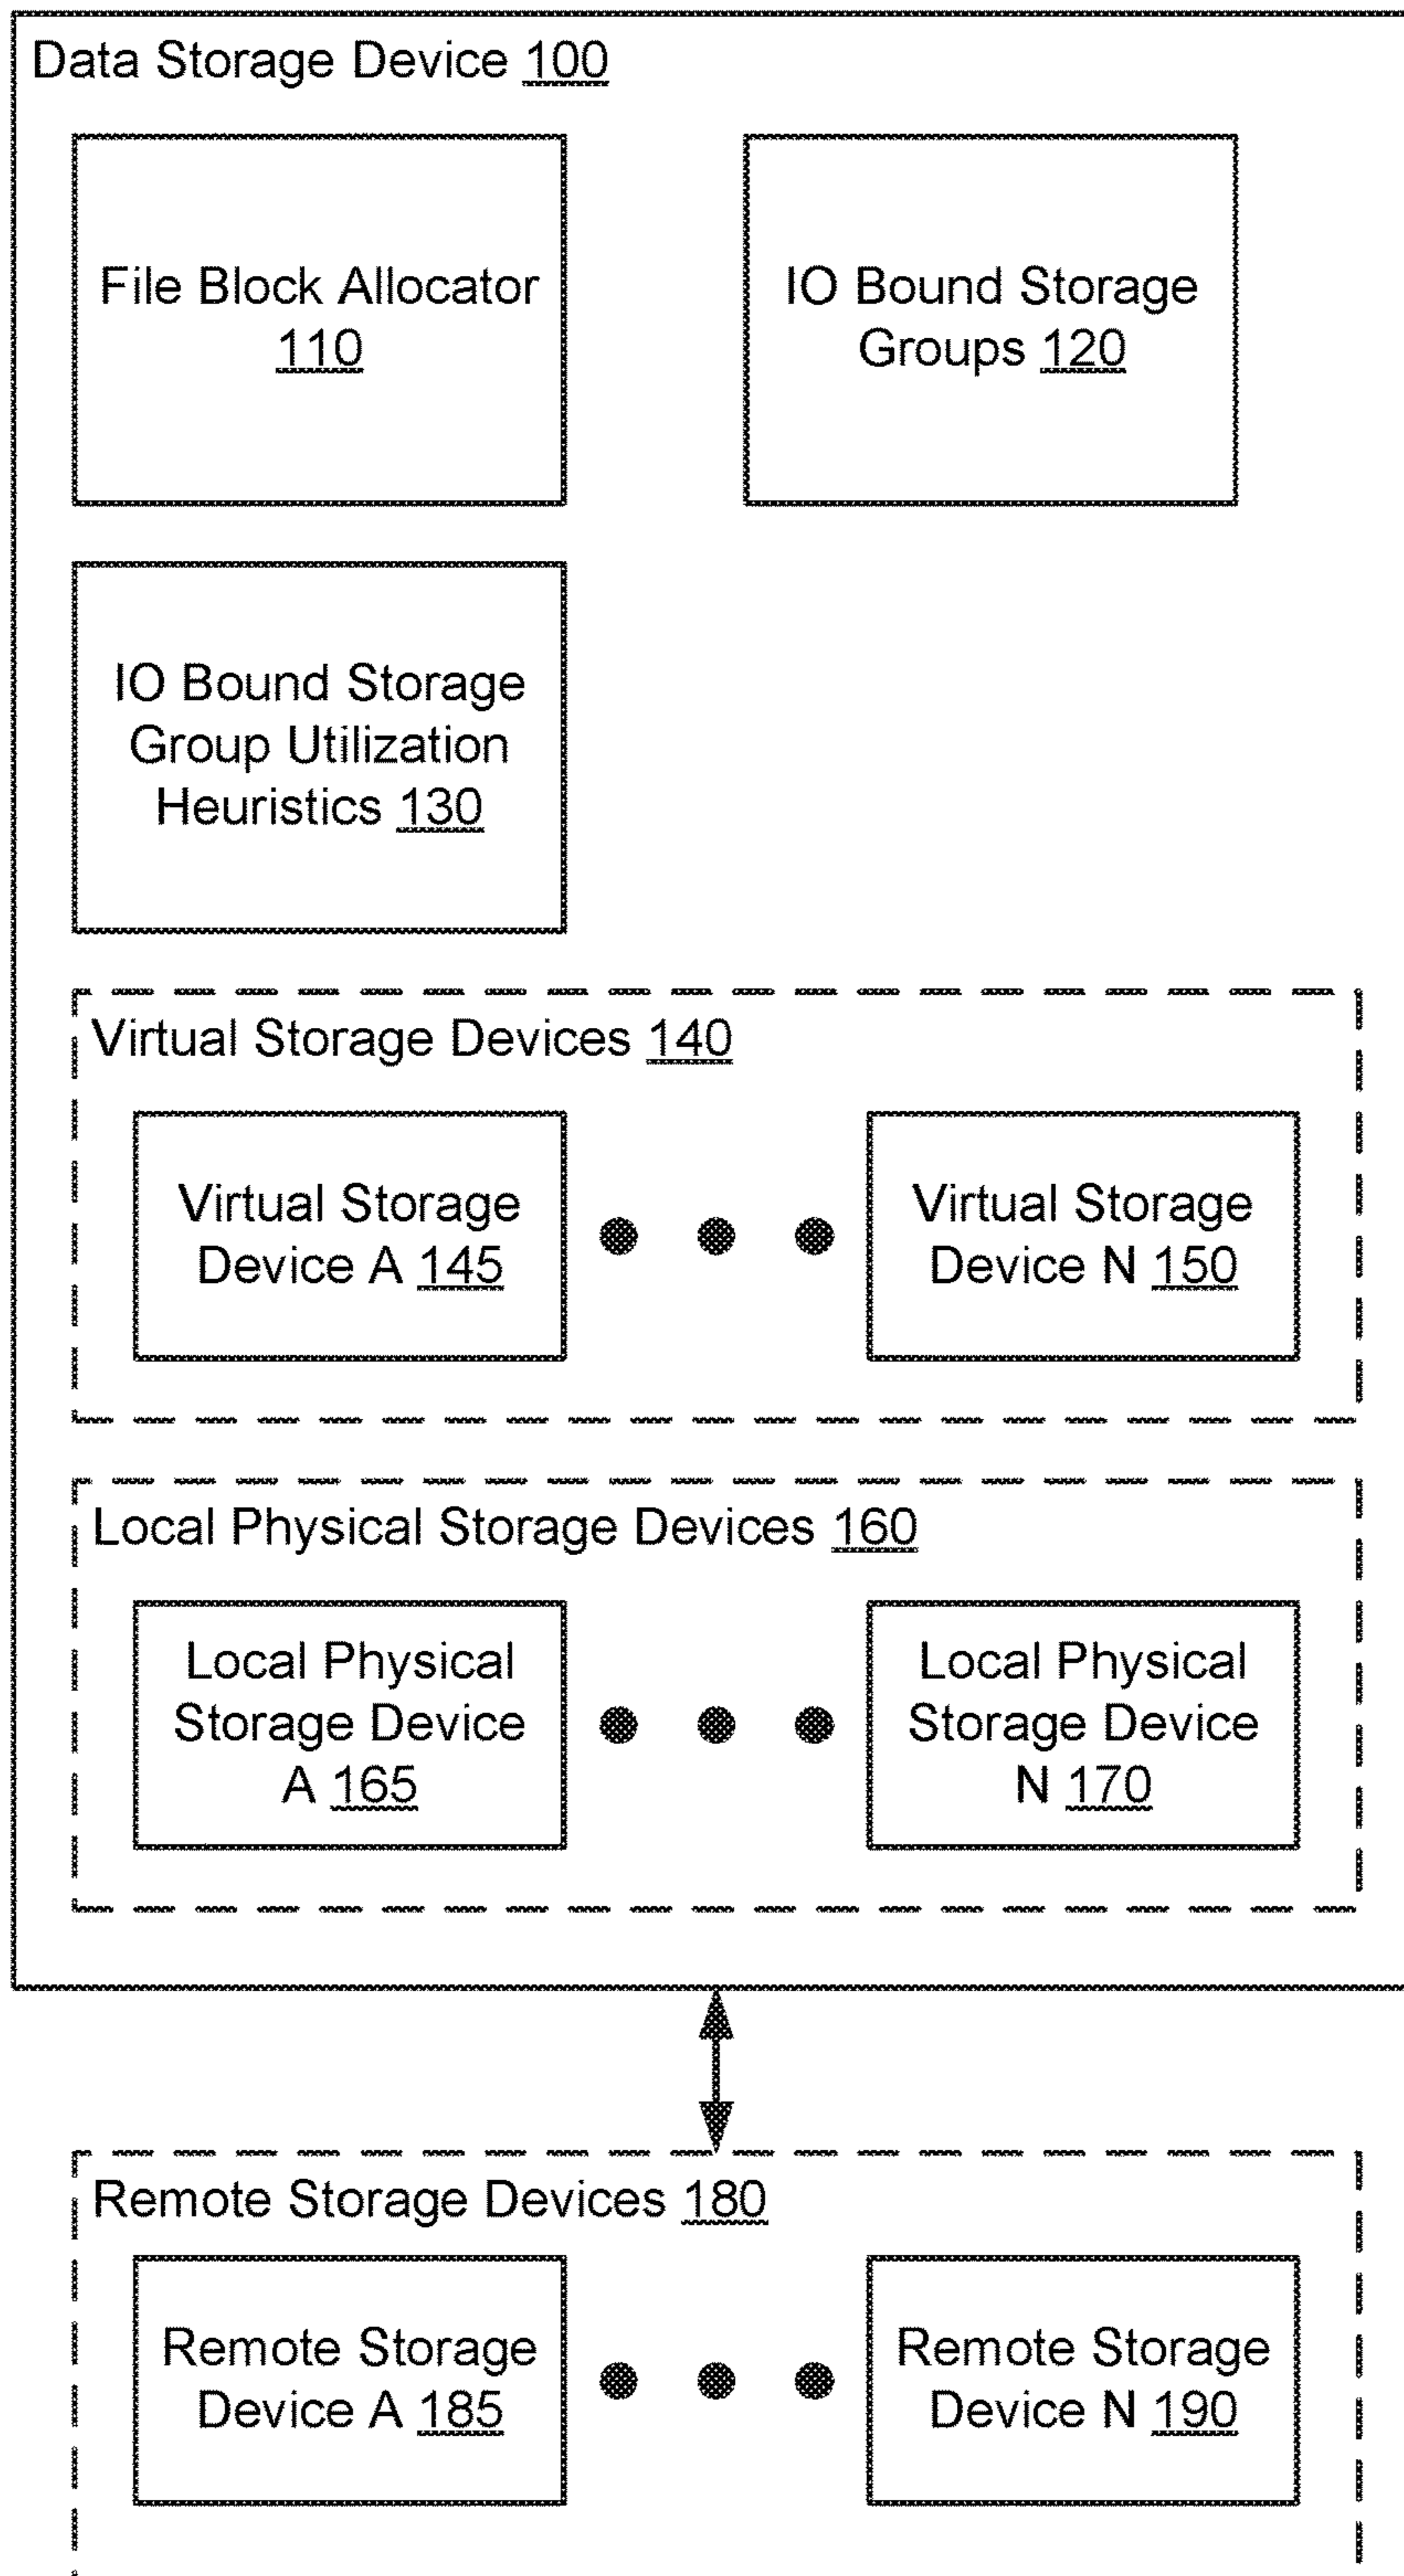 Data Storage Device 100
File Block Allocator
110
IO Bound Storage
Groups 120
IO Bound Storage
Group Utilization
Heuristics 130
Virtual Storage Devices 140
Virtual Storage
Device A 145
Virtual Storage
Device N 150
Local Physical Storage Devices 160
Local Physical
Storage Device
A 165
Local Physical
Storage Device
N 170
Remote Storage Devices 180
Remote Storage
Device A 185
Remote Storage
Device N 190